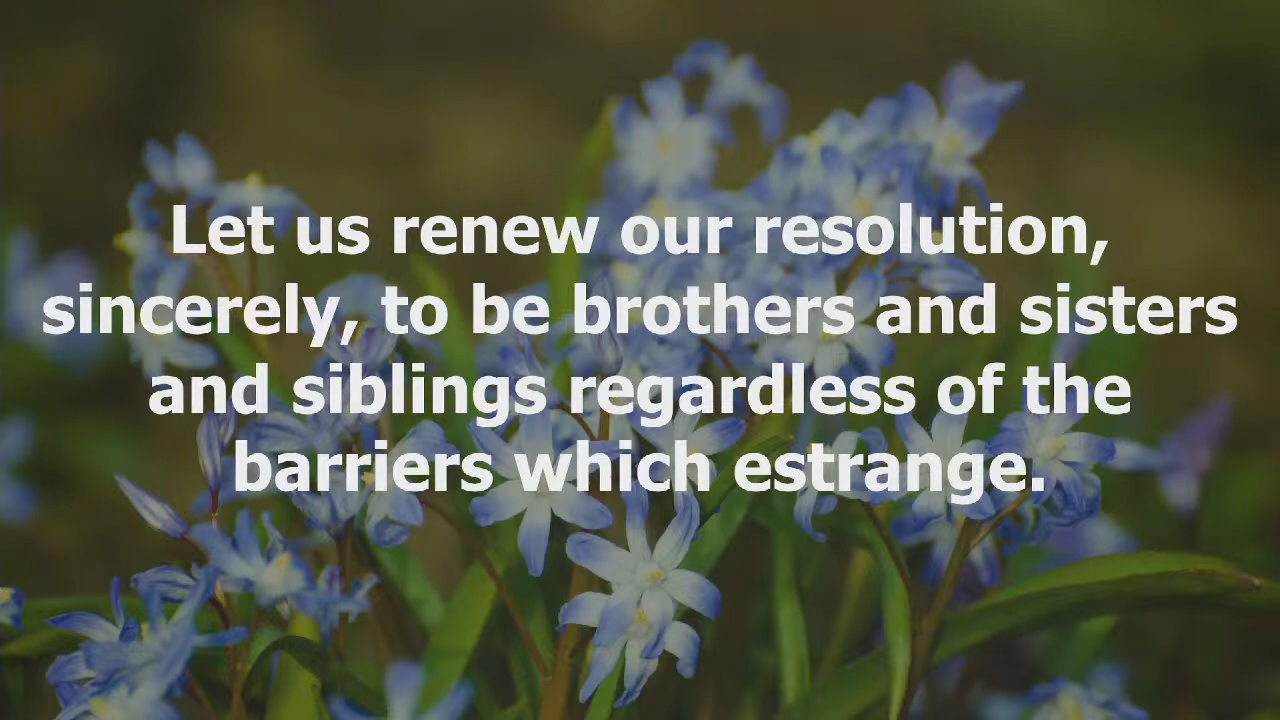 Let us renew our resolution,
sincerely, to be brothers and sisters
and siblings regardless of the
barriers which estrange.